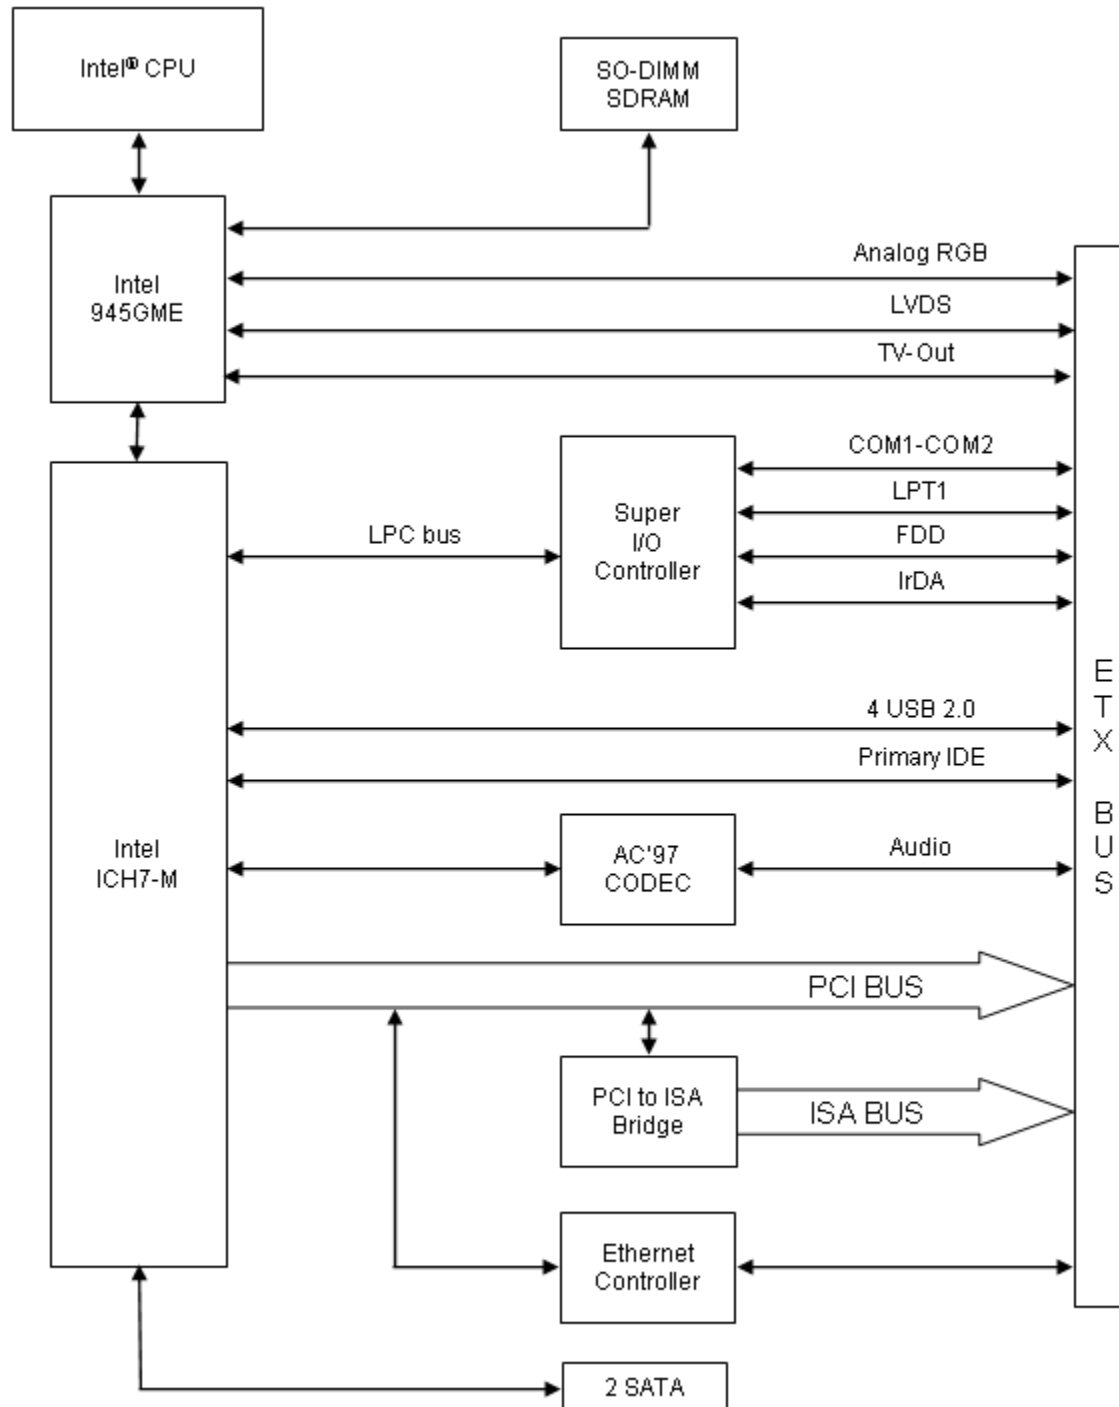 Intel® CPU
SO-DIMM
SDRAM
Intel
945GME
Analog RGB
LVDS
TV-Out
COM1-COM2
LPT1
FDD
IrDA
Super
I/O
Controller
LPC bus
4 USB 2.0
Primary IDE
Intel
ICH7-M
AC'97
CODEC
Audio
PCI BUS
PCI to ISA
Bridge
ISA BUS
Ethernet
Controller
2 SATA
ETX BUS